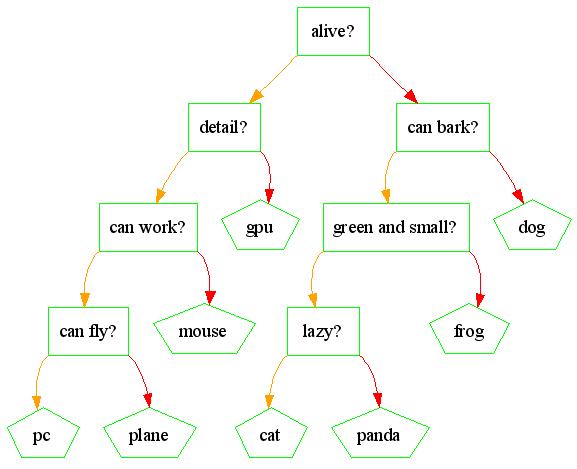 alive?
detail?
can bark?
can work?
gpu
green and small?
dog
can fly?
mouse
lazy?
frog
pc
plane
cat
panda